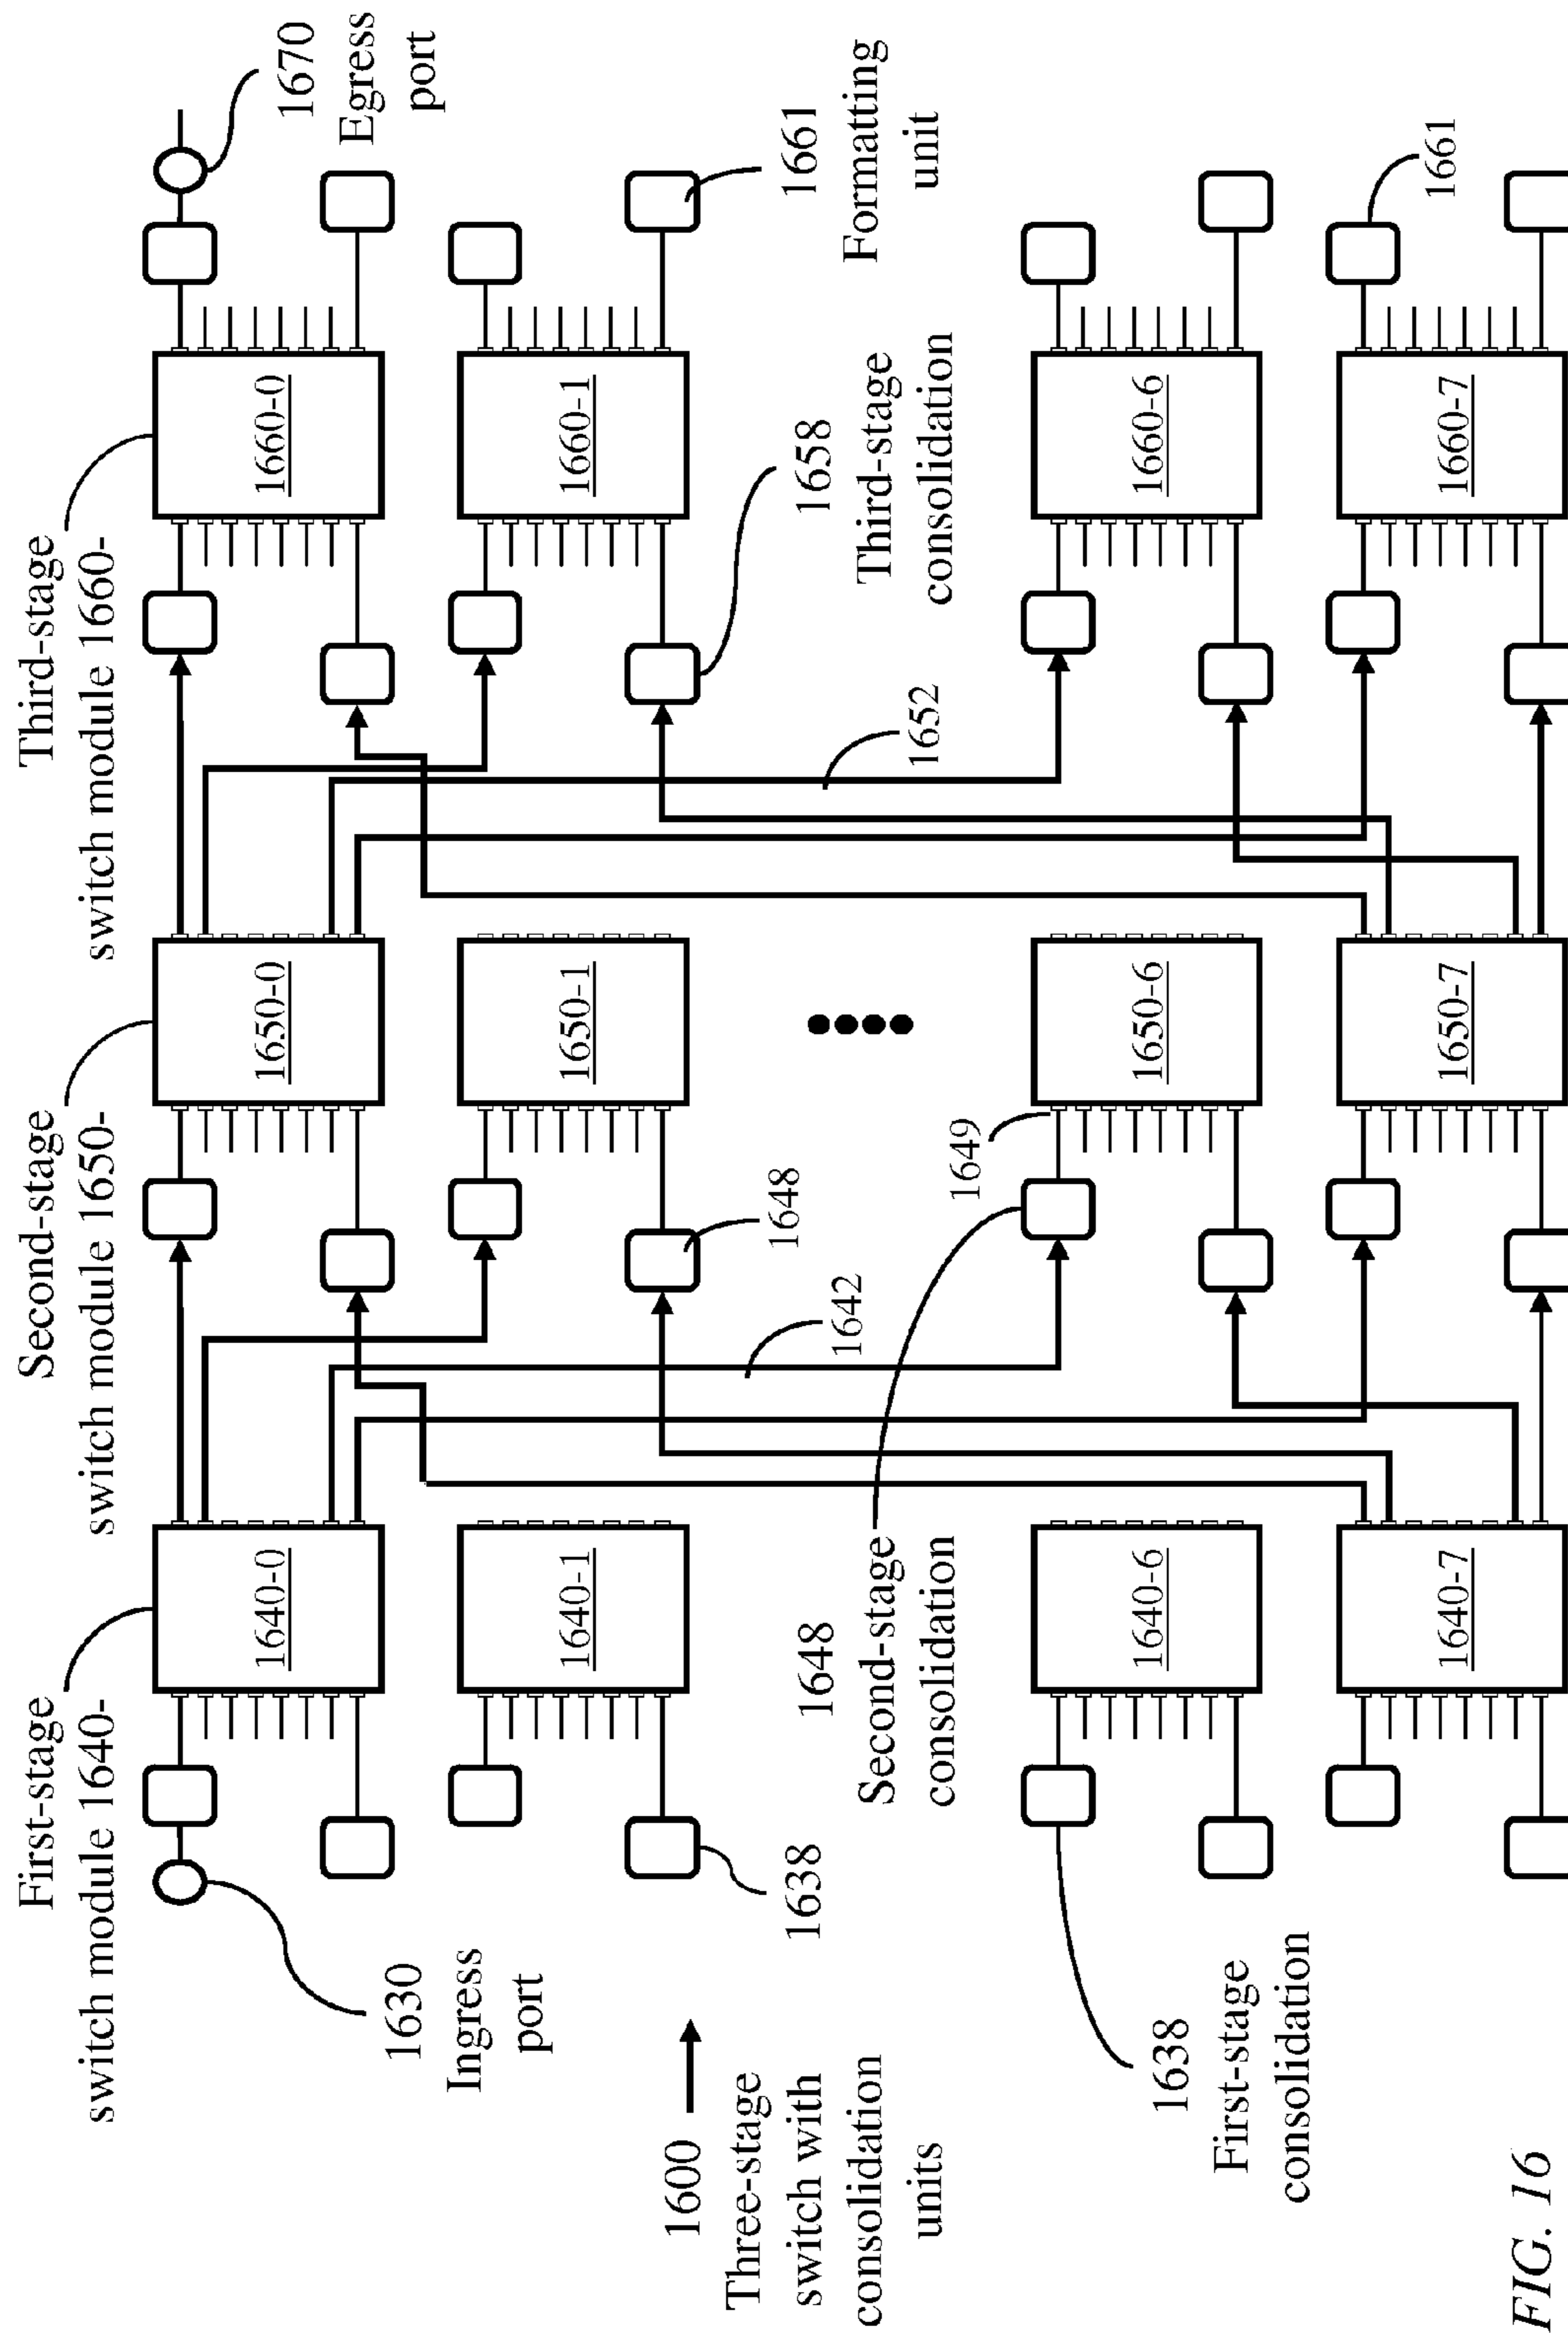 First-stage
switch module 1640-
Second-stage
switch module 1650-
Third-stage
switch module 1660-
1640-0
1650-0
1660-0
1670
Egress
port
1630
Ingress
port
1640-1
1650-1
1660-1
1661
Formatting
unit
1638
1648
1658
Third-stage
consolidation
1600
Three-stage
switch with
consolidation
units
1642
1652
1648
Second-stage
consolidation
1649
1640-6
1650-6
1660-6
1638
First-stage
consolidation
1640-7
1650-7
1660-7
1661
FIG. 16